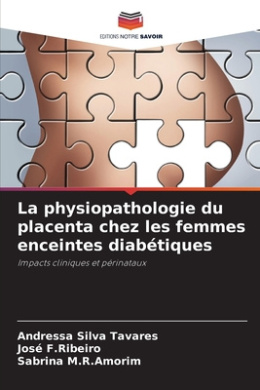 EDITIONS NOTRE SAVOIR
La physiopathologie du
placenta chez les femmes
enceintes diabétiques
Impacts cliniques et périnataux
Andressa Silva Tavares
José F.Ribeiro
Sabrina M.R.Amorim